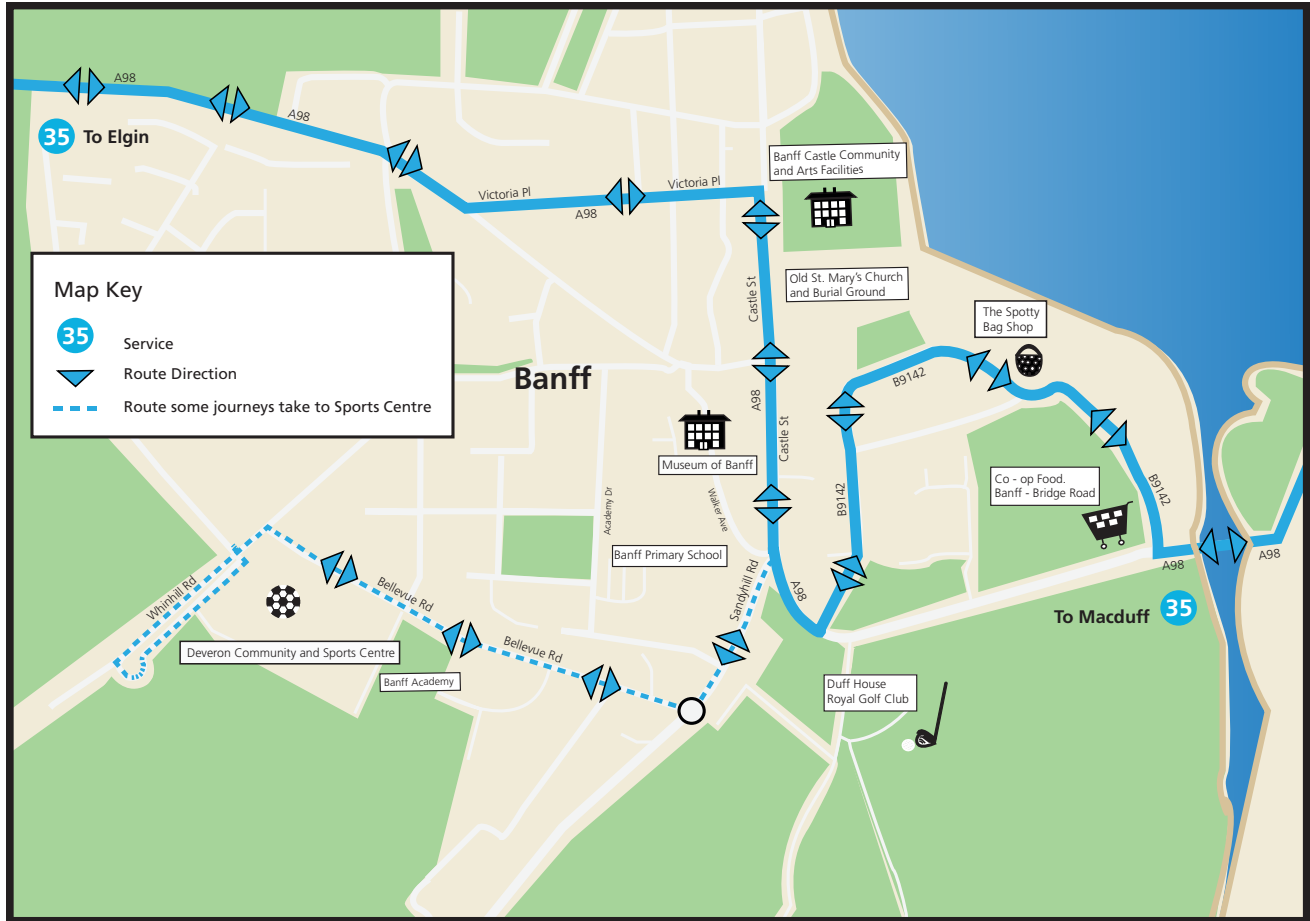 A98
A98
35 To Elgin
Victoria Pl
Victoria Pl
A98
Banff Castle Community
and Arts Facilities
Old St. Mary's Church
and Burial Ground
Castle St
The Spotty
Bag Shop
Map Key
35 Service
Route Direction
Route some journeys take to Sports Centre
Banff
B9142
A98
Castle St
Museum of Banff
Walker Ave
Academy Dr
B9142
Co - op Food.
Banff - Bridge Road
B9142
Banff Primary School
A98
A98
A98
Sandyhill Rd
Whinhill Rd
Bellevue Rd
Bellevue Rd
To Macduff 35
Deveron Community and Sports Centre
Banff Academy
Duff House
Royal Golf Club